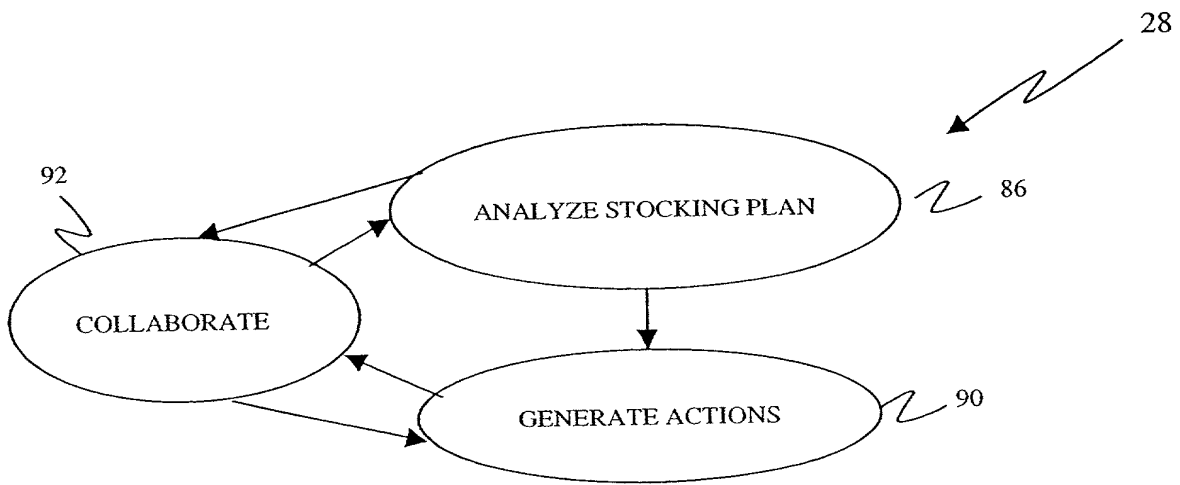 28
92
86
ANALYZE STOCKING PLAN
COLLABORATE
GENERATE ACTIONS
90